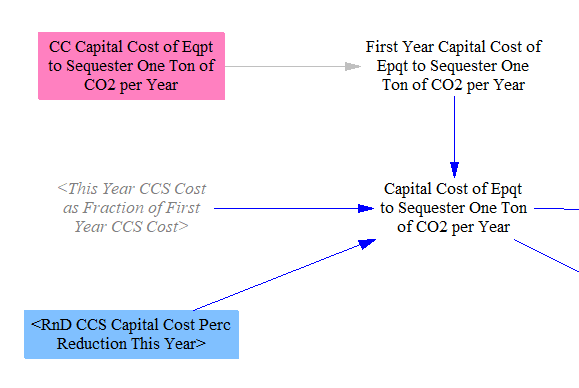 CC Capital Cost of Eqpt
to Sequester One Ton of
CO2 per Year
First Year Capital Cost of
Epqt to Sequester One
Ton of CO2 per Year
<This Year CCS Cost
as Fraction of First
Year CCS Cost>
Capital Cost of Epqt
to Sequester One Ton
of CO2 per Year
<RnD CCS Capital Cost Perc
Reduction This Year>